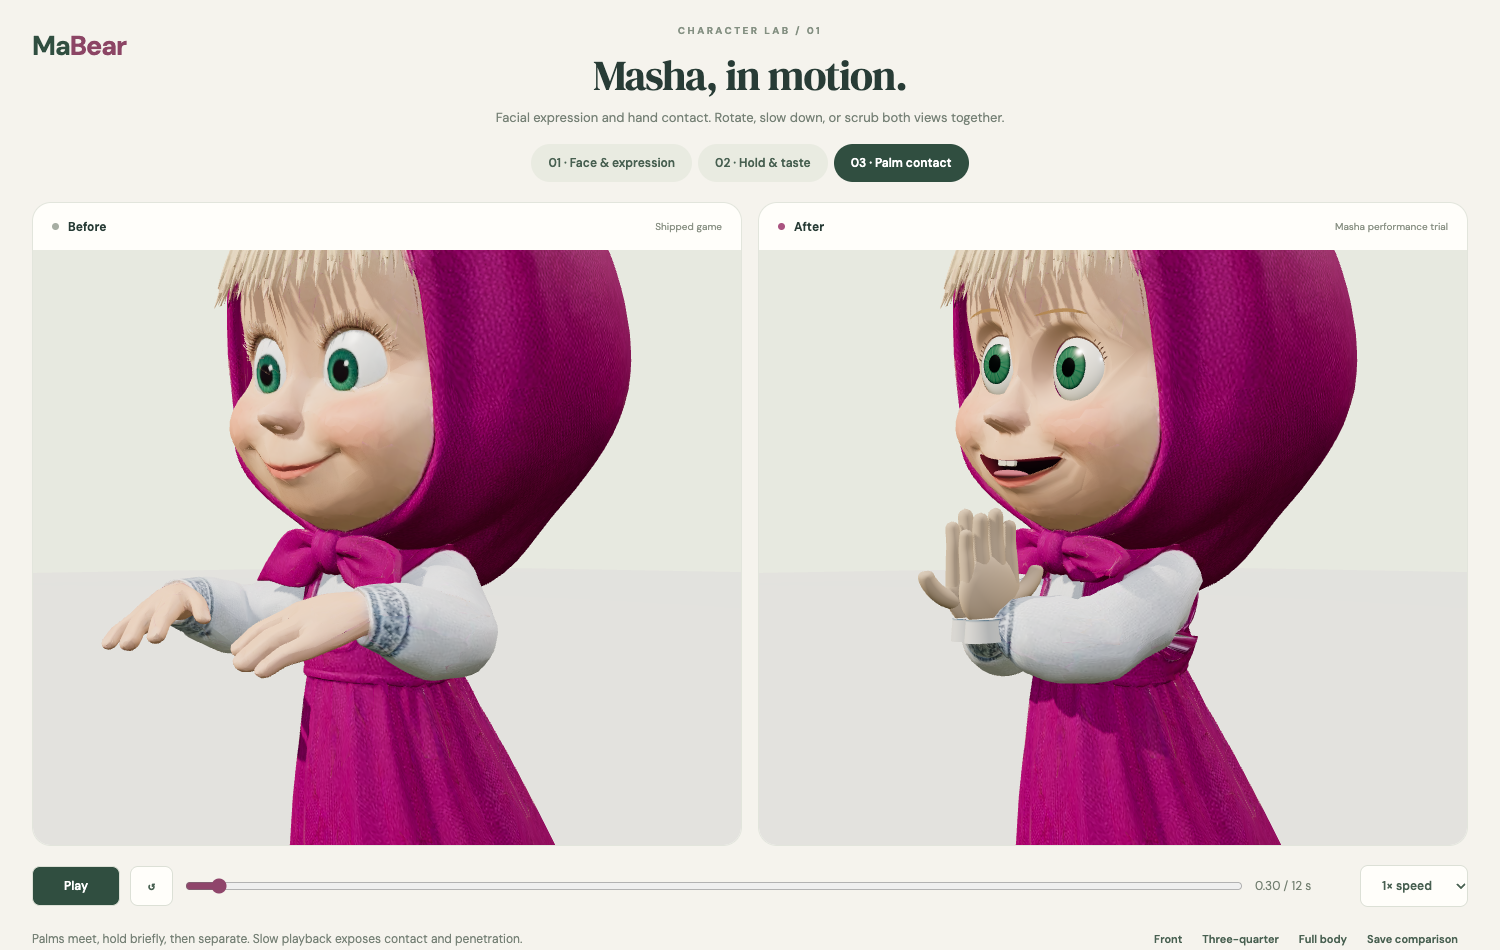 MaBear
CHARACTER LAB / 01
Masha, in motion.
Facial expression and hand contact. Rotate, slow down, or scrub both views together.
01 · Face & expression
02 · Hold & taste
03 · Palm contact
Before
Shipped game
After
Masha performance trial
Play
↺
0.30 / 12 s
1× speed
Palms meet, hold briefly, then separate. Slow playback exposes contact and penetration.
Front
Three-quarter
Full body
Save comparison